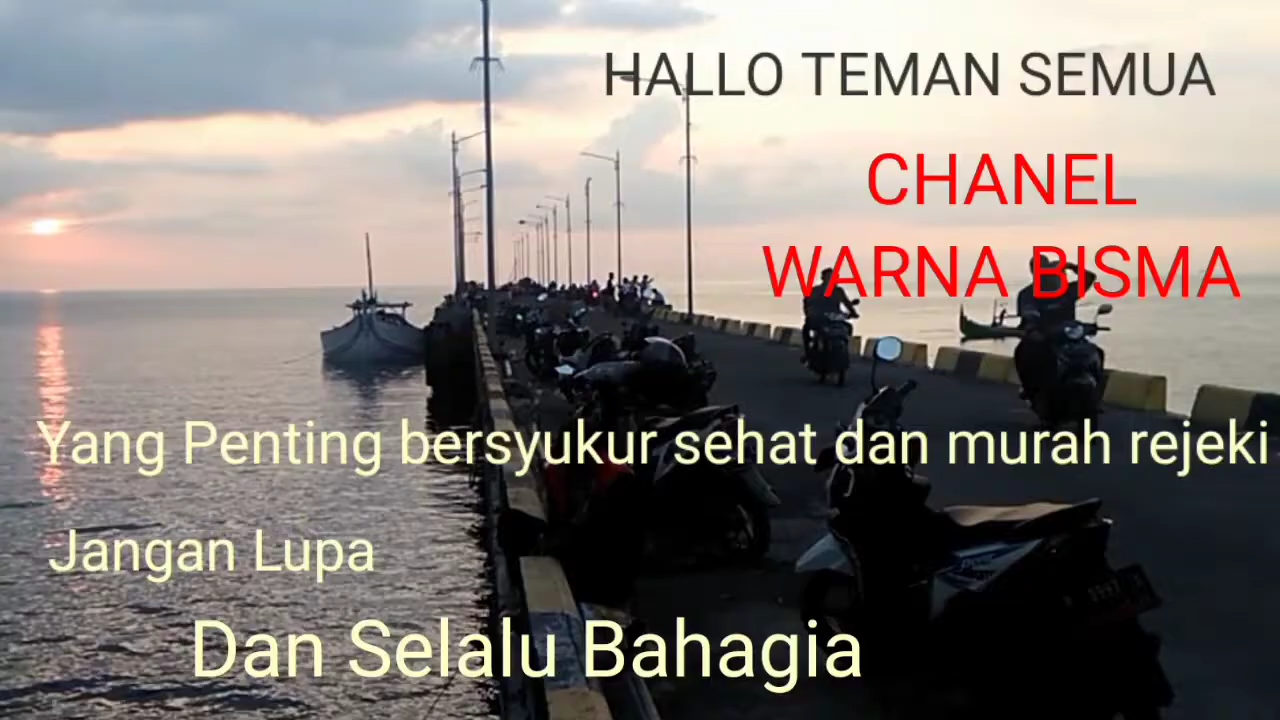 HALLO TEMAN SEMUA
CHANEL
WARNA BISMA
Yang Penting bersyukur sehat dan murah rejeki
Jangan Lupa
Dan Selalu Bahagia